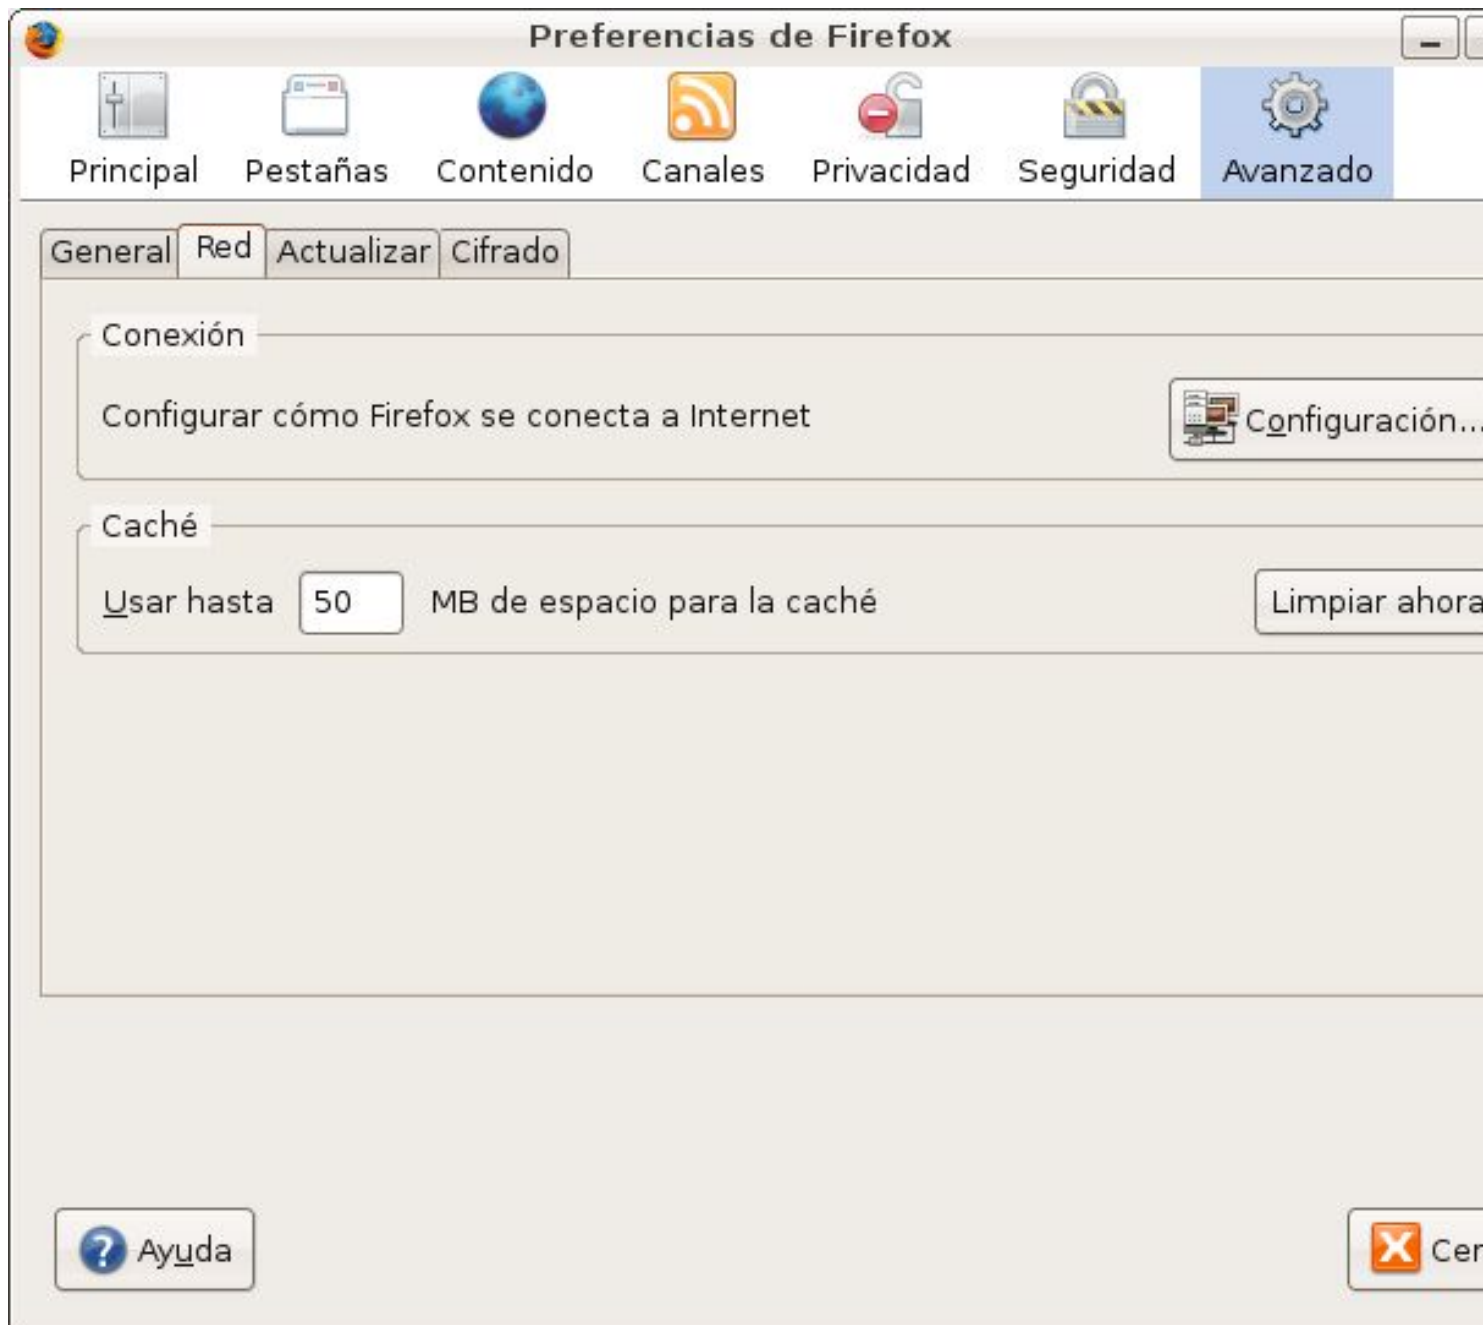 Preferencias de Firefox
Principal Pestañas Contenido Canales Privacidad Seguridad Avanzado
General Red Actualizar Cifrado
Conexión
Configurar cómo Firefox se conecta a Internet Configuración...
Caché
Usar hasta 50 MB de espacio para la caché Limpiar ahora
Ayuda Cer